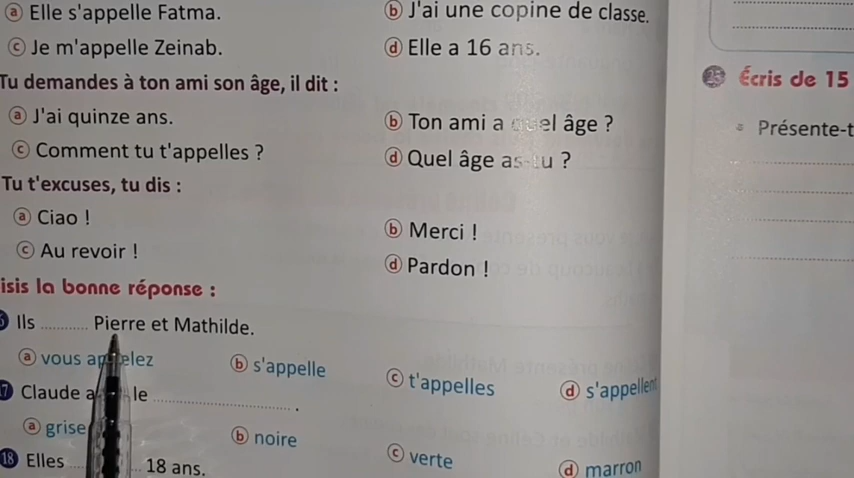 ⓐ Elle s'appelle Fatma.
ⓑ J'ai une copine de classe.
ⓒ Je m'appelle Zeinab.
ⓓ Elle a 16 ans.
Tu demandes à ton ami son âge, il dit :
ⓐ J'ai quinze ans.
ⓑ Ton ami a quel âge ?
ⓒ Comment tu t'appelles ?
ⓓ Quel âge as-tu ?
Tu t'excuses, tu dis :
ⓐ Ciao !
ⓑ Merci !
ⓒ Au revoir !
ⓓ Pardon !
isis la bonne réponse :
Ils ............ Pierre et Mathilde.
ⓐ vous appelez
ⓑ s'appelle
ⓒ t'appelles
ⓓ s'appellent
Claude a le ............ .
ⓐ grise
ⓑ noire
ⓒ verte
ⓓ marron
18 Elles ............ 18 ans.
Écris de 15
Présente-t